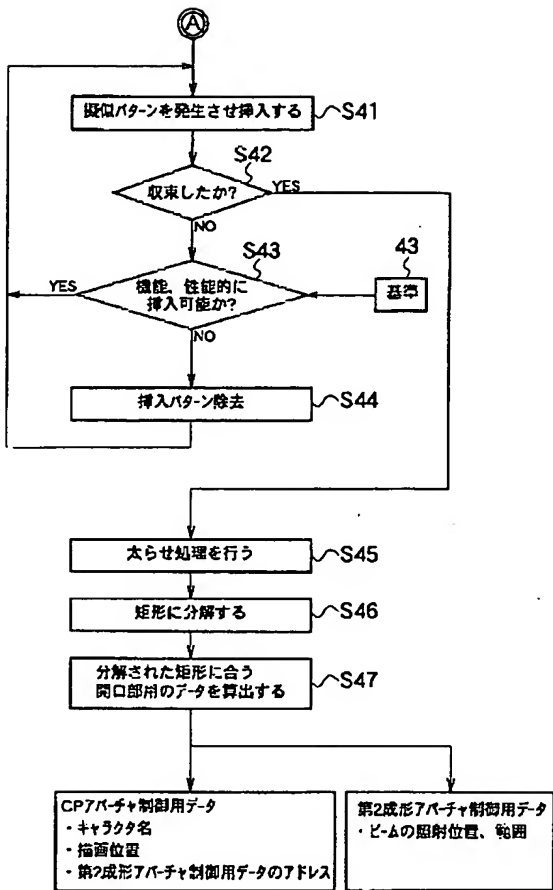 A
擬似パターンを発生させ挿入する
S41
S42
収束したか?
YES
NO
S43
43
機能、性能的に
挿入可能か?
YES
基準
NO
挿入パターン除去
S44
太らせ処理を行う
S45
矩形に分解する
S46
分解された矩形に合う
開口部用のデータを算出する
S47
CPアパーチャ制御用データ
・キャラクタ名
・描画位置
・第2成形アパーチャ制御用データのアドレス
第2成形アパーチャ制御用データ
・ビームの照射位置、範囲